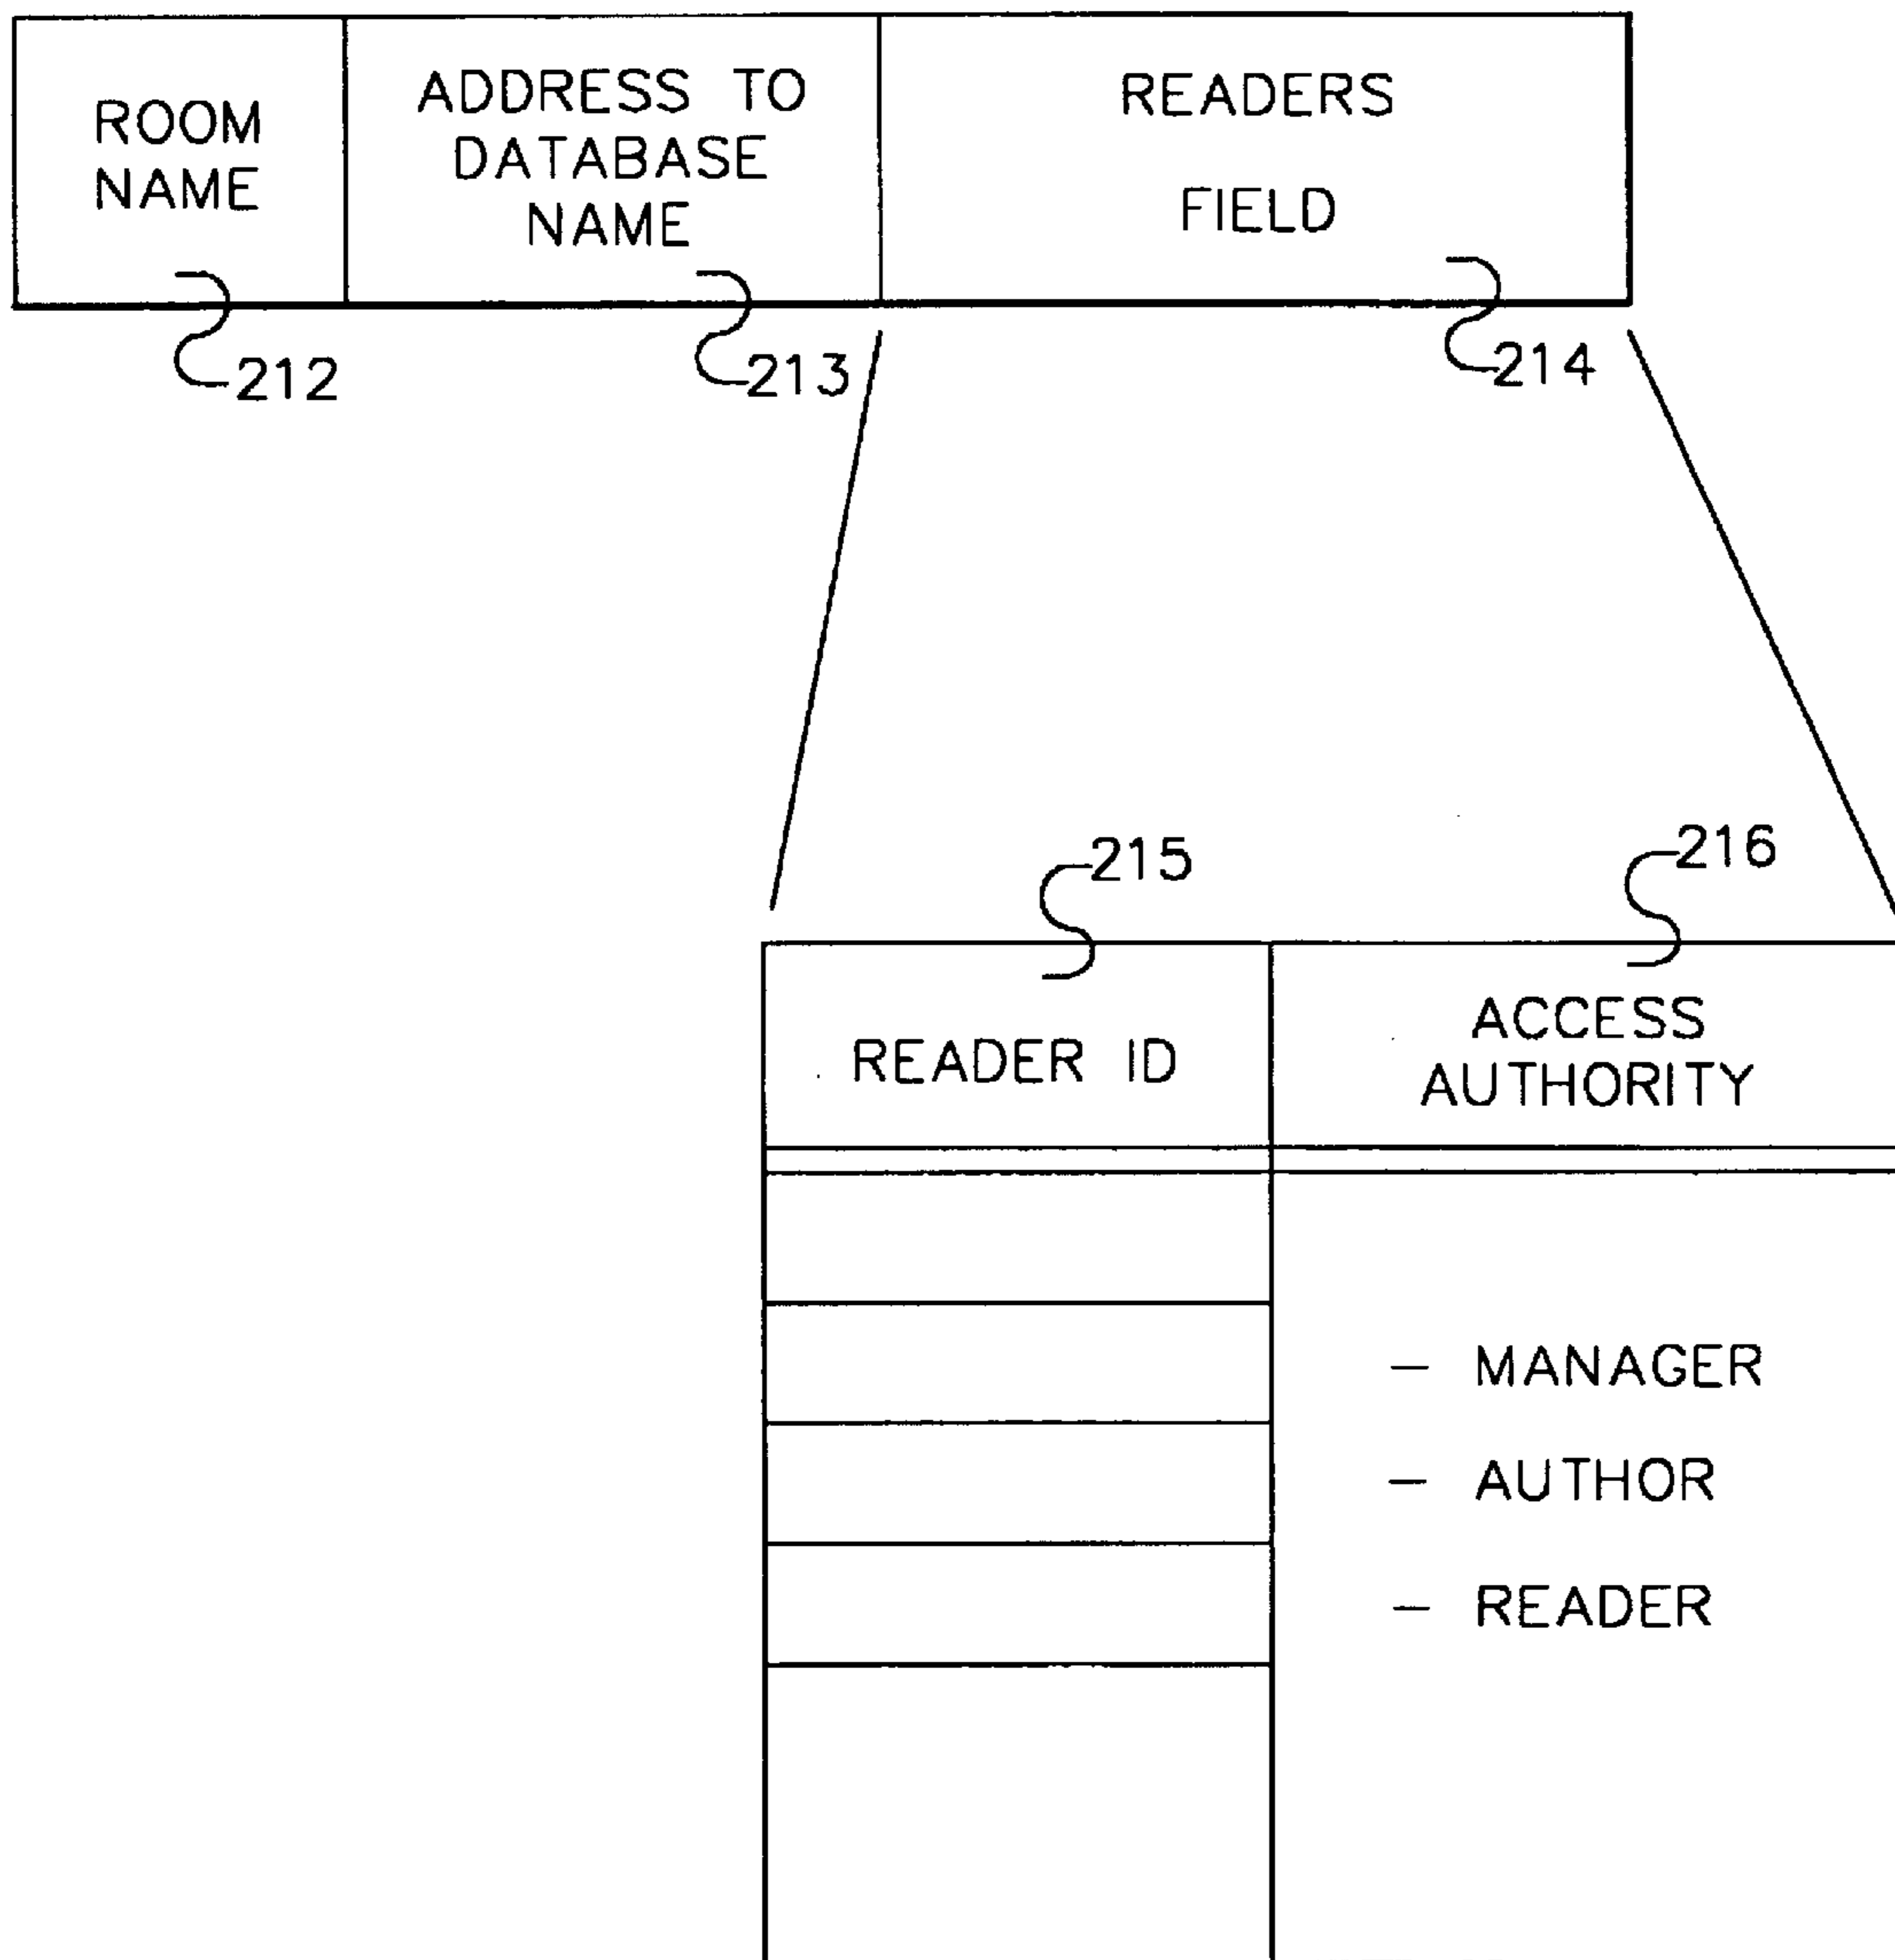 ROOM
NAME
ADDRESS TO
DATABASE
NAME
READERS
FIELD
212
213
214
215
216
READER ID
ACCESS
AUTHORITY
— MANAGER
— AUTHOR
— READER